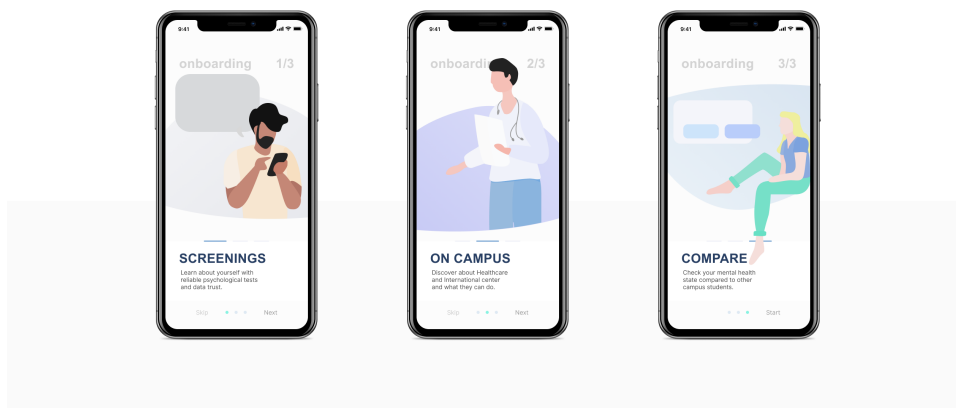 9:41
onboarding 1/3
SCREENINGS
Learn about yourself with
reliable psychological tests
and data trust.
Skip Next
9:41
onboarding 2/3
ON CAMPUS
Discover about Healthcare
and International center
and what they can do.
Skip Next
9:41
onboarding 3/3
COMPARE
Check your mental health
state compared to other
campus students.
Start